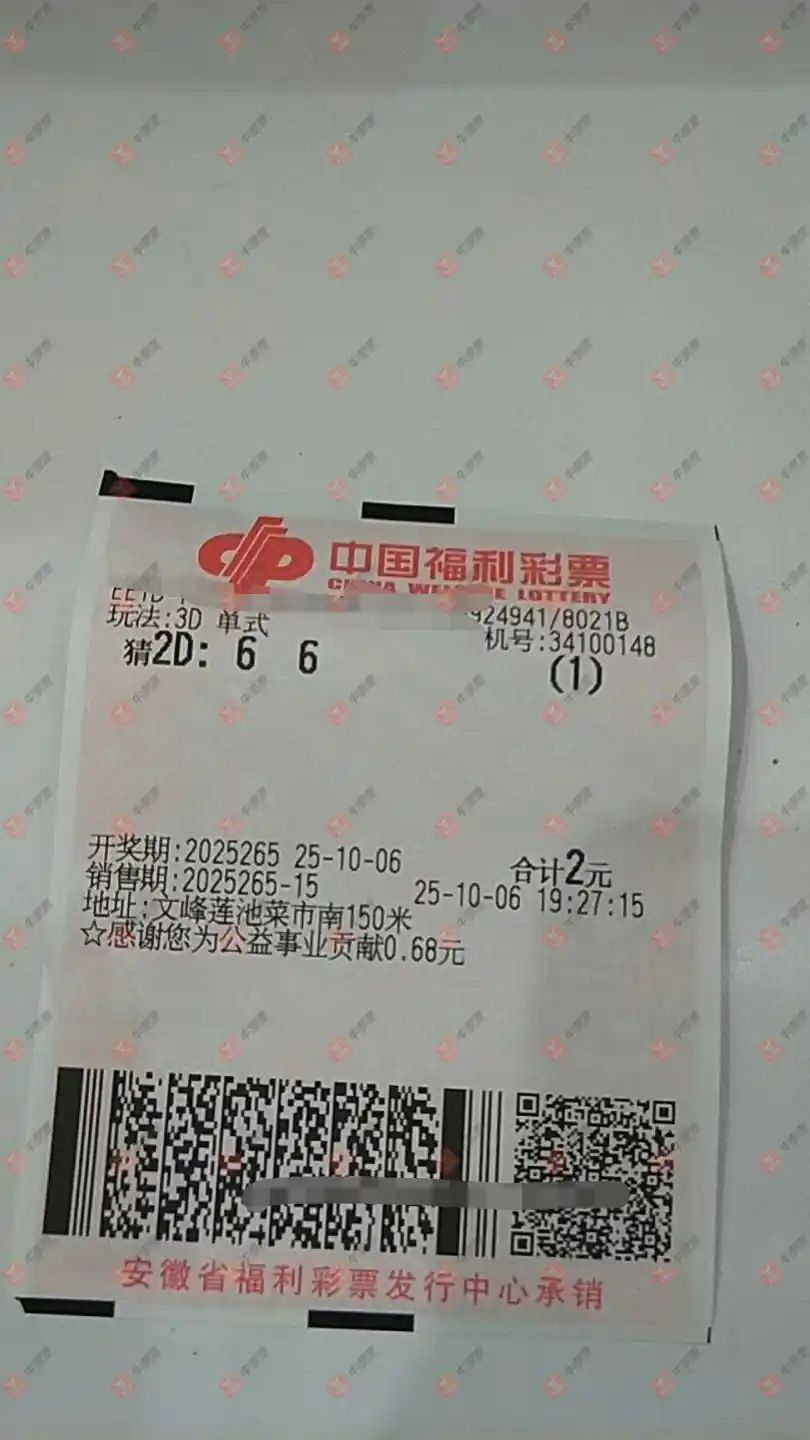 中国福利彩票
CHINA WELFARE LOTTERY
924941/8021B
玩法:3D 单式
机号:34100148
猜2D: 6 6 (1)
开奖期:2025265 25-10-06 合计2元
销售期:2025265-15 25-10-06 19:27:15
地址:文峰莲池菜市南150米
☆感谢您为公益事业贡献0.68元
安徽省福利彩票发行中心承销